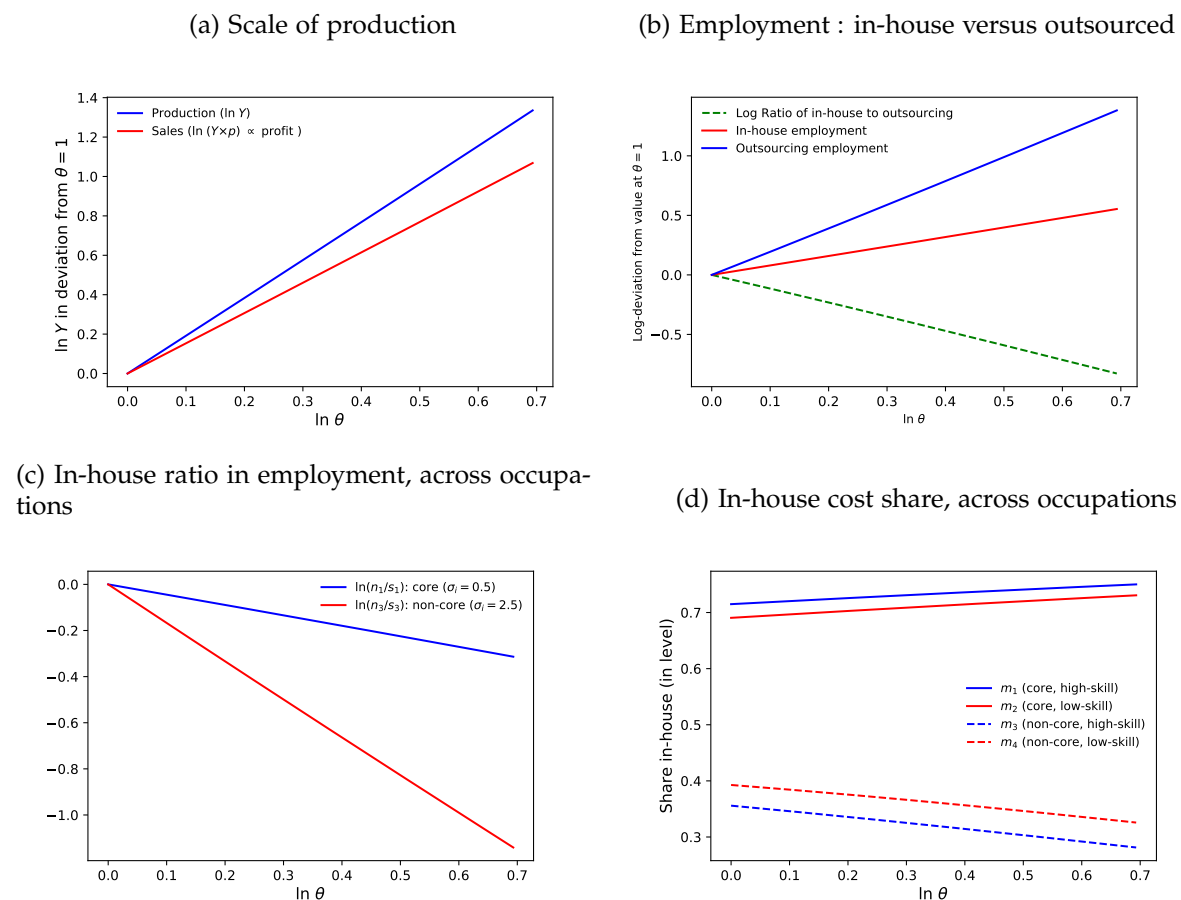 (a) Scale of production
1.4
1.2
1.0
0.8
0.6
0.4
0.2
0.0
ln Y in deviation from θ = 1
Production (ln Y)
Sales (ln (Y×p) ∝ profit )
0.0 0.1 0.2 0.3 0.4 0.5 0.6 0.7
ln θ
(b) Employment : in-house versus outsourced
1.0
0.5
0.0
−0.5
Log-deviation from value at θ = 1
Log Ratio of in-house to outsourcing
In-house employment
Outsourcing employment
0.0 0.1 0.2 0.3 0.4 0.5 0.6 0.7
ln θ
(c) In-house ratio in employment, across occupa-
tions
0.0
−0.2
−0.4
−0.6
−0.8
−1.0
ln(n₁/s₁): core (σᵢ = 0.5)
ln(n₃/s₃): non-core (σᵢ = 2.5)
0.0 0.1 0.2 0.3 0.4 0.5 0.6 0.7
ln θ
(d) In-house cost share, across occupations
0.7
0.6
0.5
0.4
0.3
Share in-house (in level)
m₁ (core, high-skill)
m₂ (core, low-skill)
m₃ (non-core, high-skill)
m₄ (non-core, low-skill)
0.0 0.1 0.2 0.3 0.4 0.5 0.6 0.7
ln θ